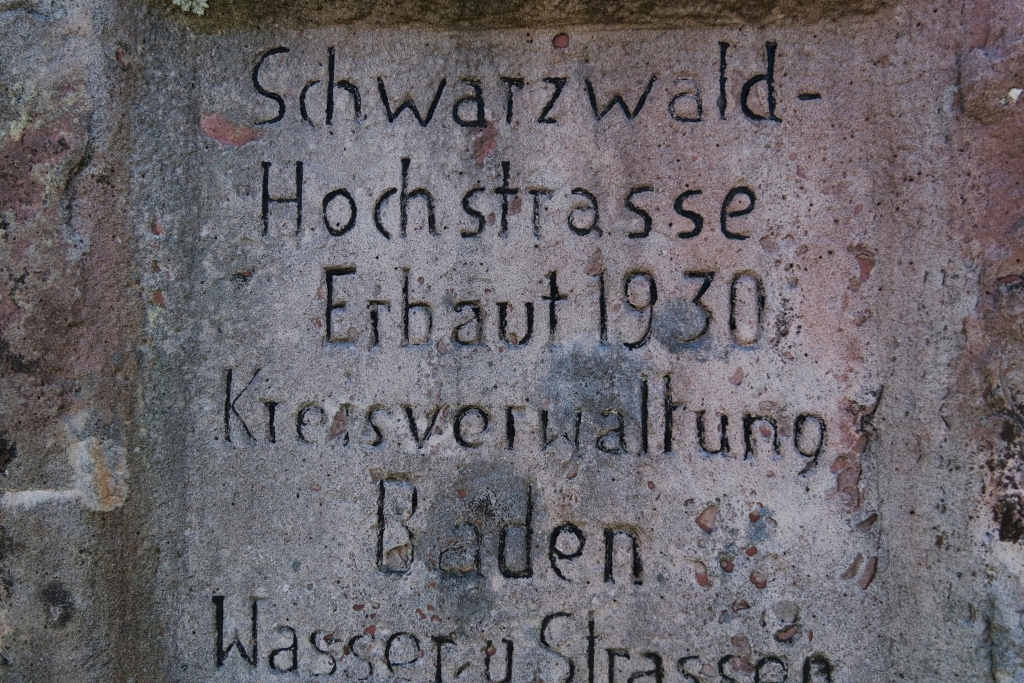 Schwarzwald-
Hochstrasse
Erbaut 1930
Kreisverwaltung
Baden
Wasser. u Strassen